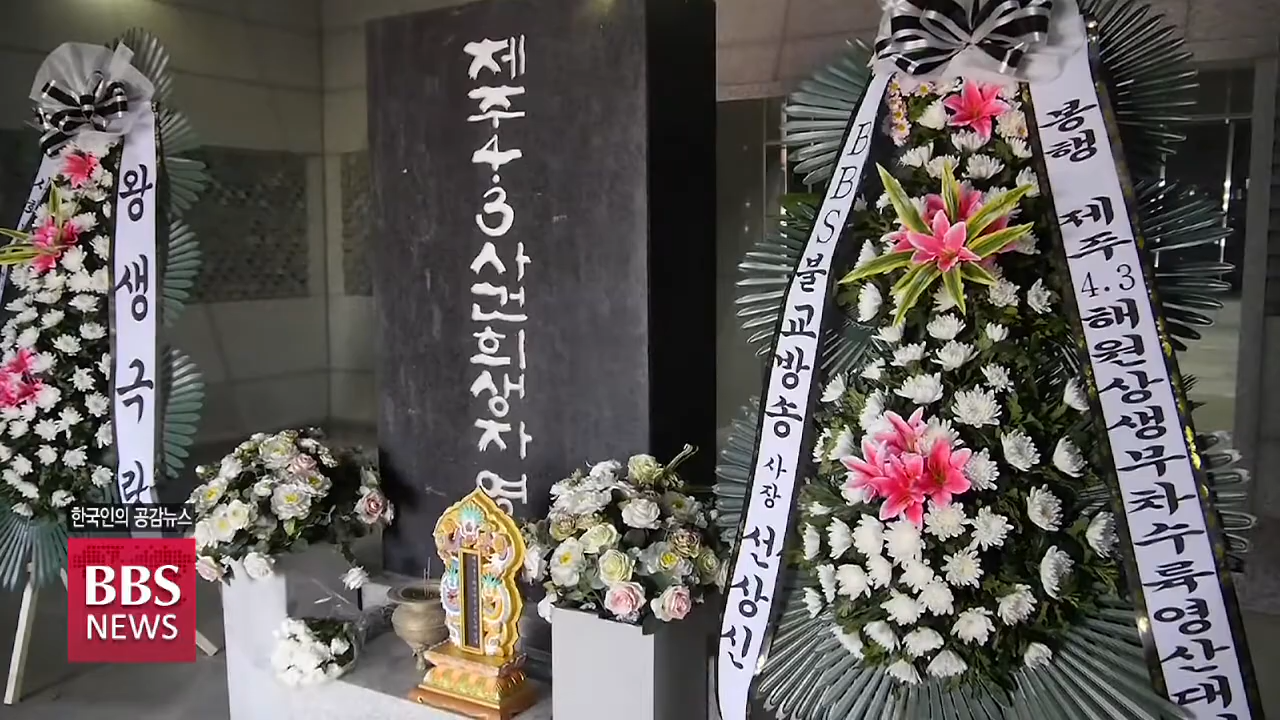 왕생극락
제주4·3사건희생자영
BBS불교방송 사장 선상신
봉행 제주 4.3 해원상생무차수륙영산대
한국인의 공감뉴스
BBS
NEWS